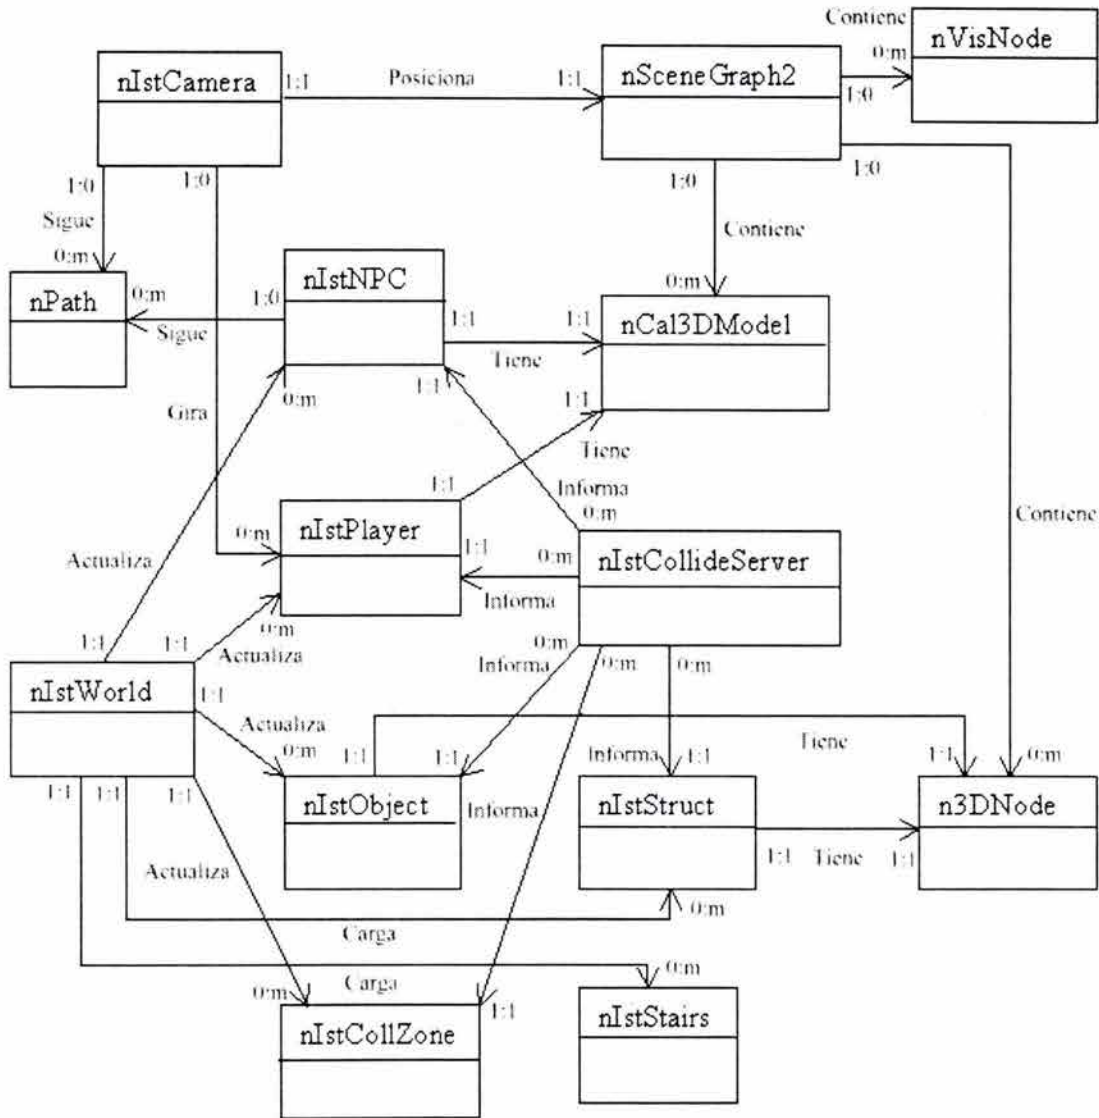 Contiene
nVisNode
0:m
nIstCamera
1:1
Posiciona
1:1
nSceneGraph2
1:0
1:0
1:0
1:0
1:0
Sigue
Contiene
0:m
0:m
nPath
0:m
Sigue
1:0
nIstNPC
1:1
Tiene
1:1
nCal3DModel
0:m
1:1
1:1
Gira
Tiene
1:1
Informa
0:m
Contiene
Actualiza
0:m
nIstPlayer
1:1
0:m
nIstCollideServer
Informa
0:m
1:1
1:1
Actualiza
0:m
Informa
0:m
0:m
nIstWorld
1:1
Actualiza
0:m
1:1
1:1
Tiene
Informa
1:1
1:1
0:m
1:1
1:1
1:1
nIstObject
Informa
nIstStruct
n3DNode
1:1
Tiene
1:1
Actualiza
0:m
Carga
0:m
Carga
0:m
1:1
nIstCollZone
nIstStairs